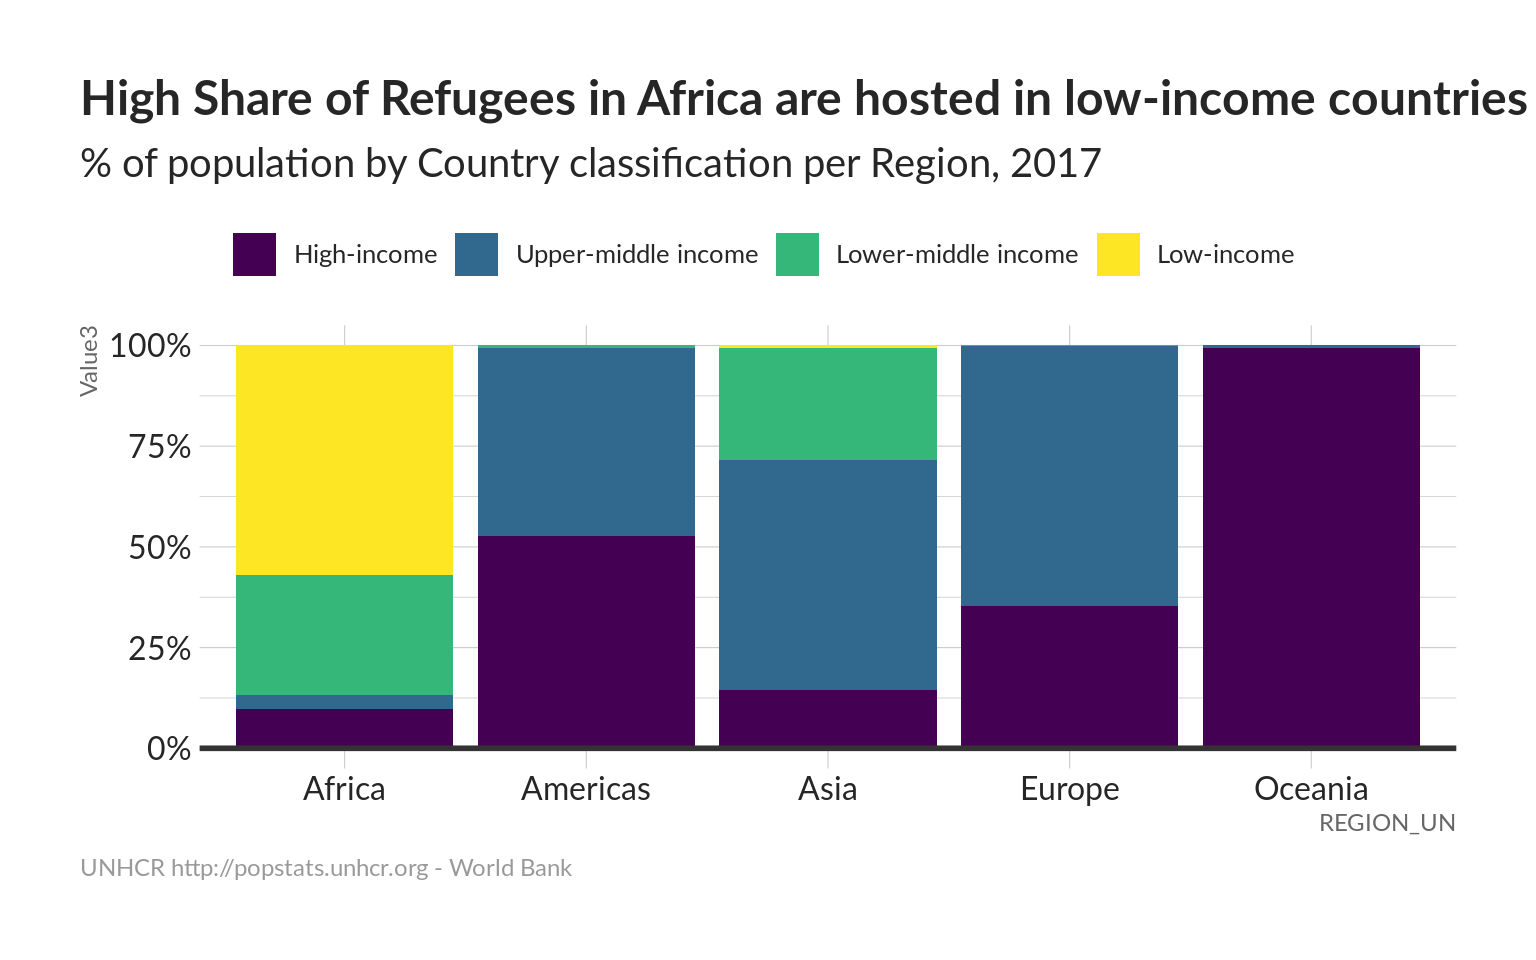 High Share of Refugees in Africa are hosted in low-income countries
% of population by Country classification per Region, 2017
High-income Upper-middle income Lower-middle income Low-income
Value3
100%
75%
50%
25%
0%
Africa Americas Asia Europe Oceania
REGION_UN
UNHCR http://popstats.unhcr.org - World Bank